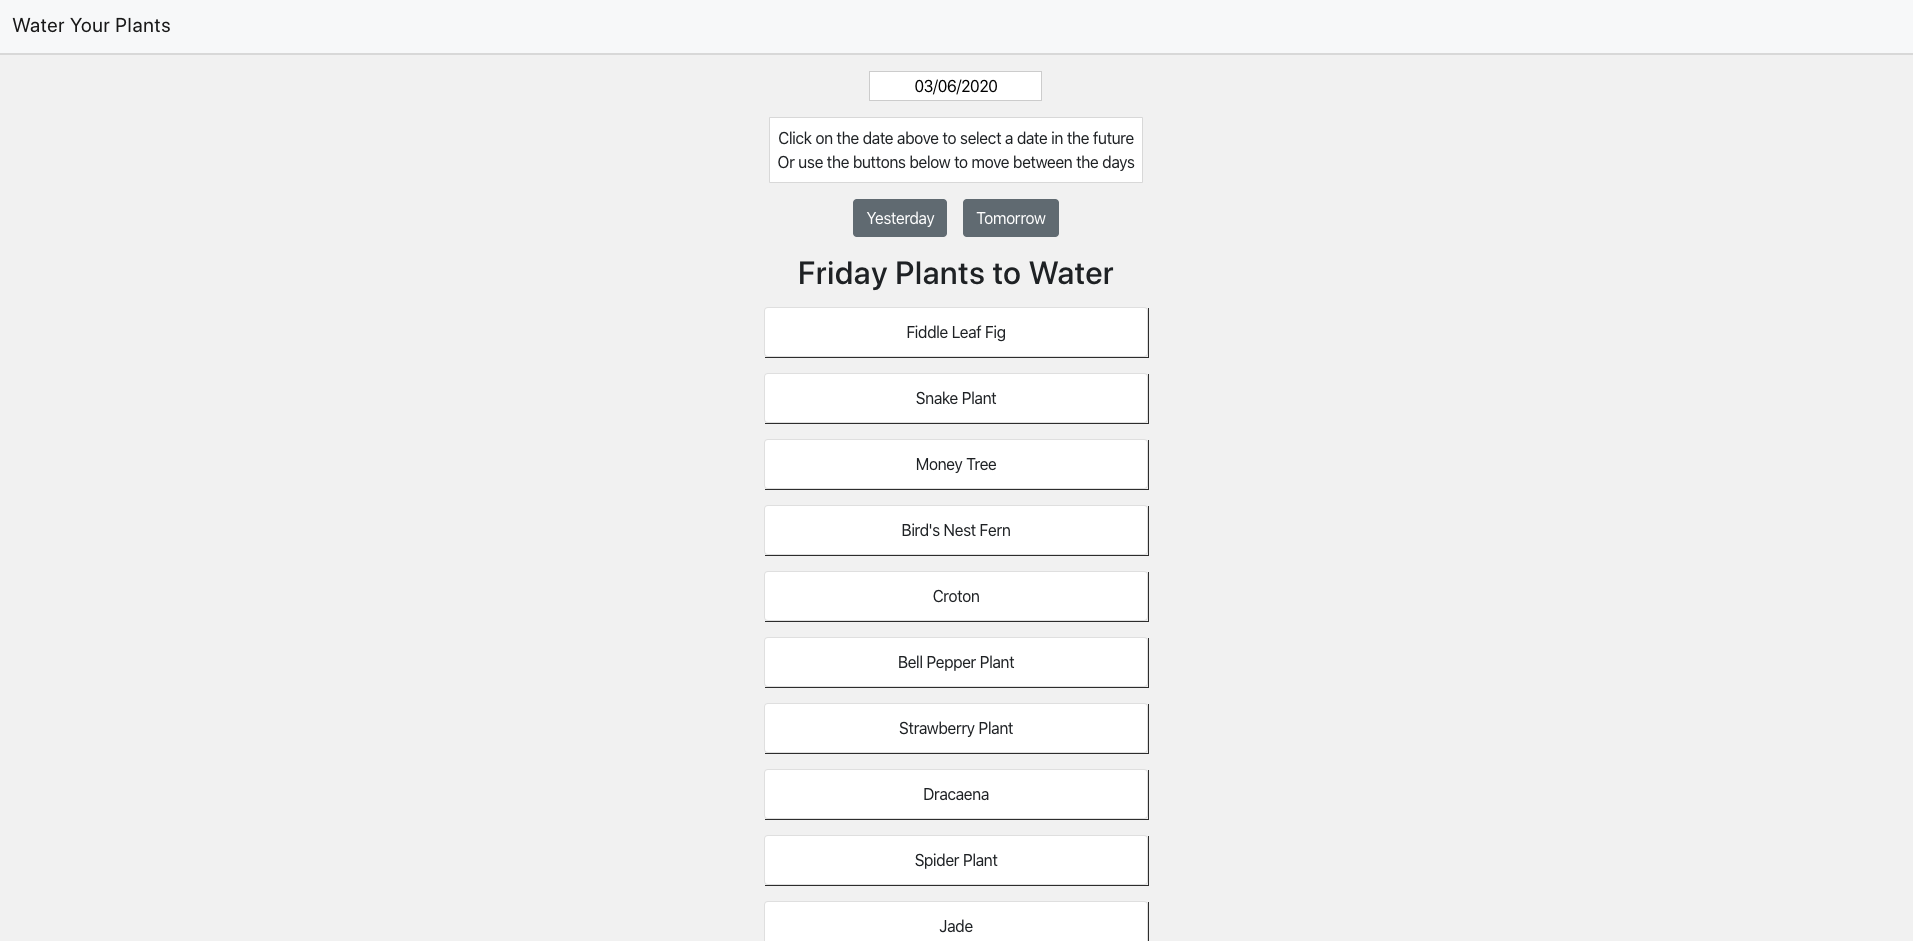 Water Your Plants
03/06/2020
Click on the date above to select a date in the future
Or use the buttons below to move between the days
Yesterday Tomorrow
Friday Plants to Water
Fiddle Leaf Fig
Snake Plant
Money Tree
Bird's Nest Fern
Croton
Bell Pepper Plant
Strawberry Plant
Dracaena
Spider Plant
Jade